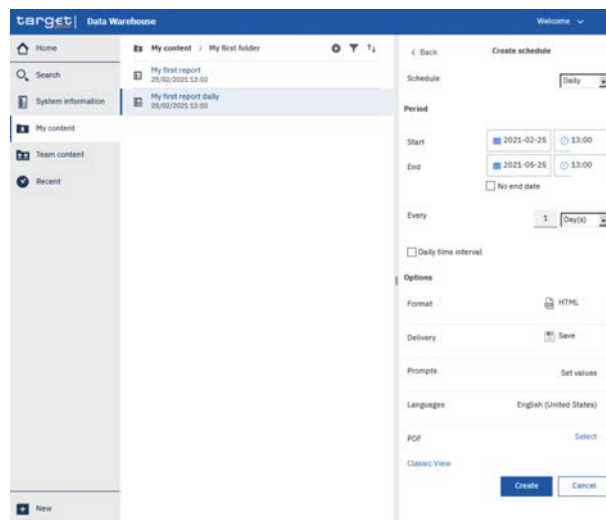 target| Data Warehouse
Welcome
Home
Search
System information
My content
Team content
Recent
New
My content > My first folder
My first report
25/02/2021 13:02
My first report daily
25/02/2021 13:03
Back
Create schedule
Schedule
Daily
Period
Start
2021-02-25
13:00
End
2021-05-25
13:00
No end date
Every
1
Day(s)
Daily time interval
Options
Format
HTML
Delivery
Save
Prompts
Set values
Languages
English (United States)
PDF
Select
Classic View
Create
Cancel